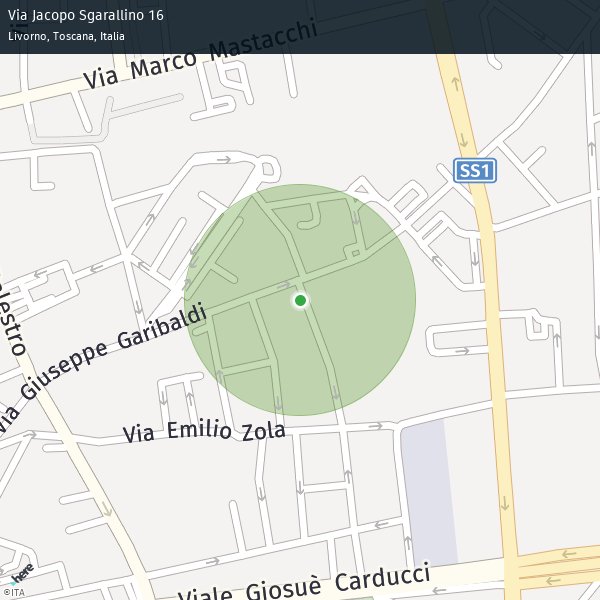 Via Jacopo Sgarallino 16
Livorno, Toscana, Italia
Via Marco Mastacchi
SS1
Via Giuseppe Garibaldi
Via Emilio Zola
Viale Giosuè Carducci
here
©ITA